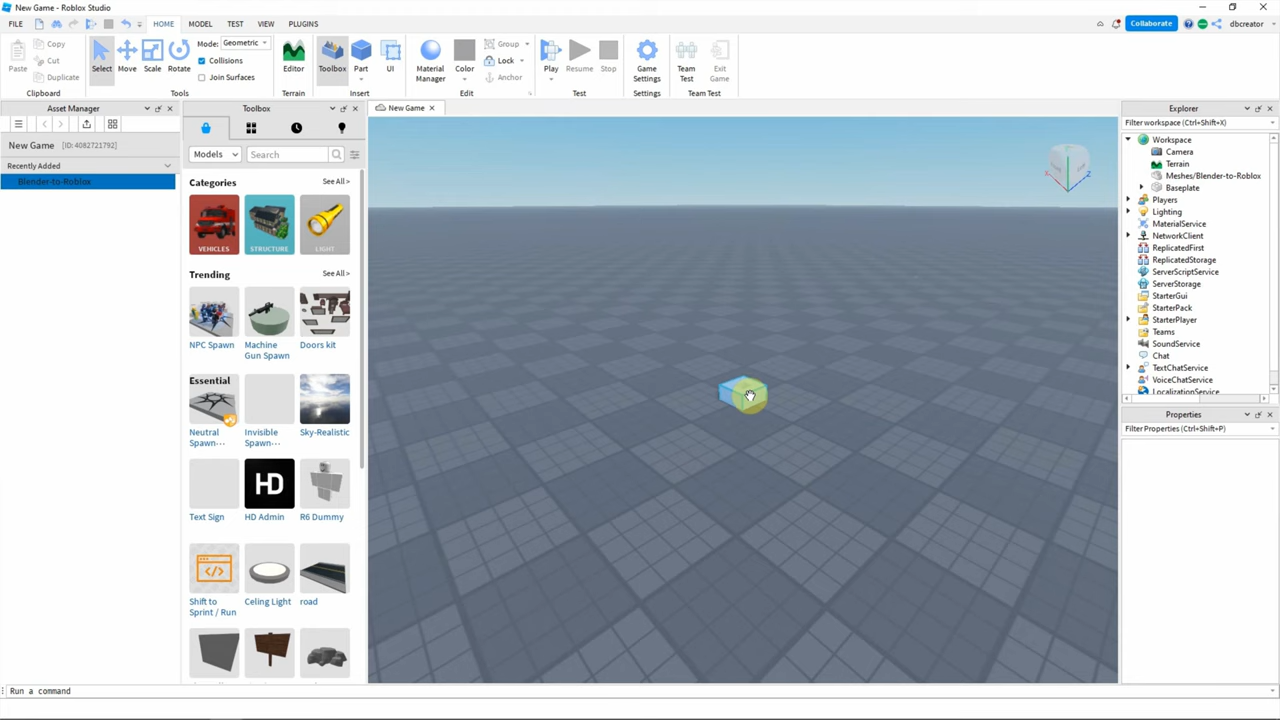 New Game - Roblox Studio
FILE HOME MODEL TEST VIEW PLUGINS Collaborate dbcreator
Paste Copy Cut Duplicate Clipboard
Select Move Scale Rotate Mode: Geometric Collisions Join Surfaces Tools
Editor Terrain
Toolbox Part UI Insert
Material Manager Color Group Lock Anchor Edit
Play Resume Stop Test
Game Settings Settings
Team Test Exit Game Team Test
Asset Manager
New Game [ID: 4082721792]
Recently Added
Blender-to-Roblox
Toolbox
Models Search
Categories See All >
VEHICLES STRUCTURE LIGHT
Trending See All >
NPC Spawn Machine Gun Spawn Doors kit
Essential
Neutral Spawn... Invisible Spawn... Sky-Realistic
HD
Text Sign HD Admin R6 Dummy
Shift to Sprint / Run Celing Light road
New Game
Explorer
Filter workspace (Ctrl+Shift+X)
Workspace
Camera
Terrain
Meshes/Blender-to-Roblox
Baseplate
Players
Lighting
MaterialService
NetworkClient
ReplicatedFirst
ReplicatedStorage
ServerScriptService
ServerStorage
StarterGui
StarterPack
StarterPlayer
Teams
SoundService
Chat
TextChatService
VoiceChatService
LocalizationService
Properties
Filter Properties (Ctrl+Shift+P)
Run a command